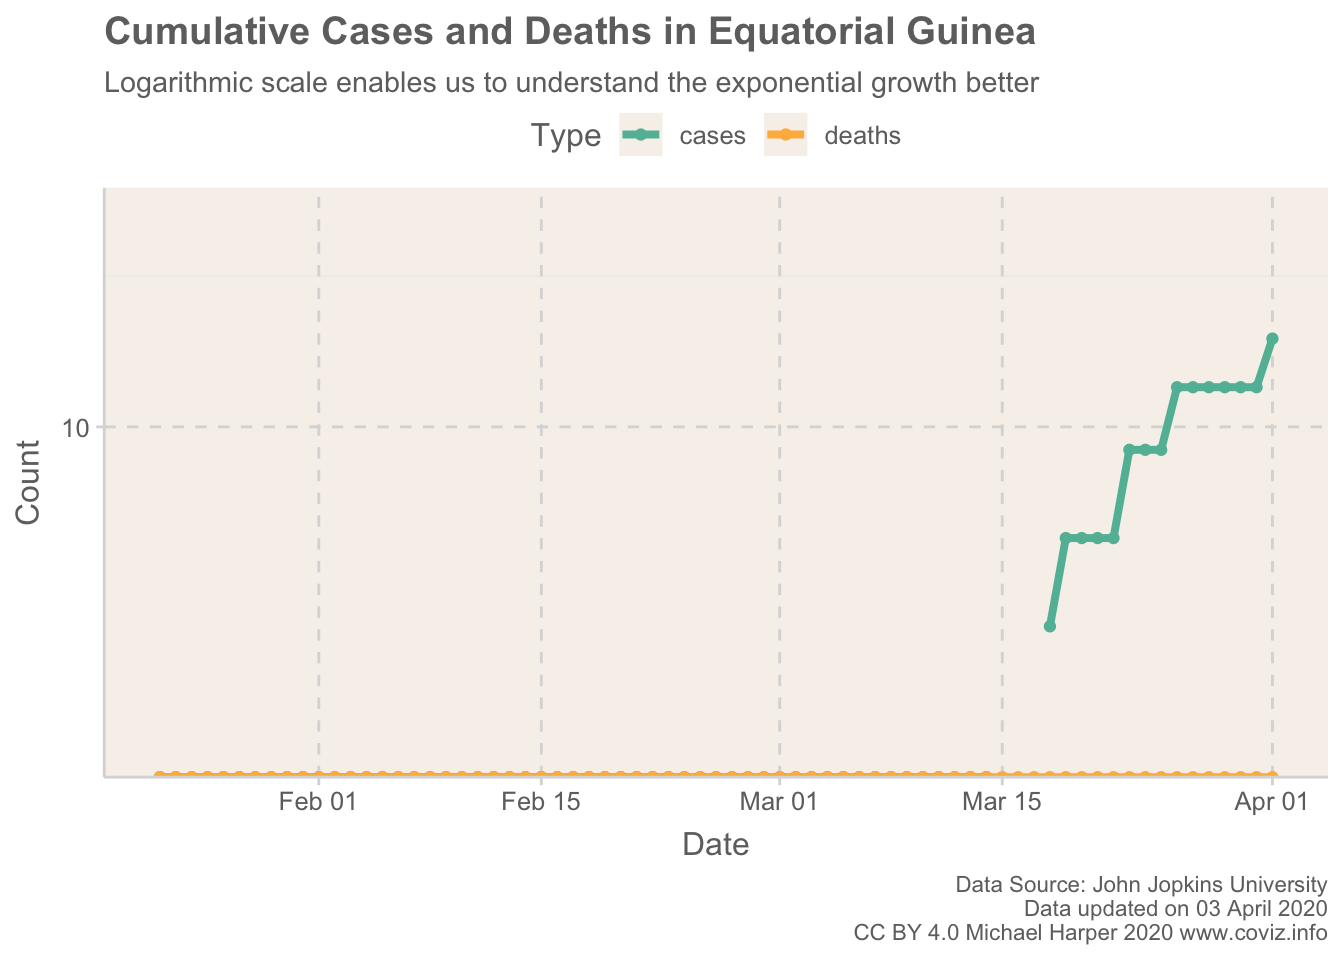 Cumulative Cases and Deaths in Equatorial Guinea
Logarithmic scale enables us to understand the exponential growth better
Type cases deaths
10
Count
Feb 01 Feb 15 Mar 01 Mar 15 Apr 01
Date
Data Source: John Jopkins University
Data updated on 03 April 2020
CC BY 4.0 Michael Harper 2020 www.coviz.info